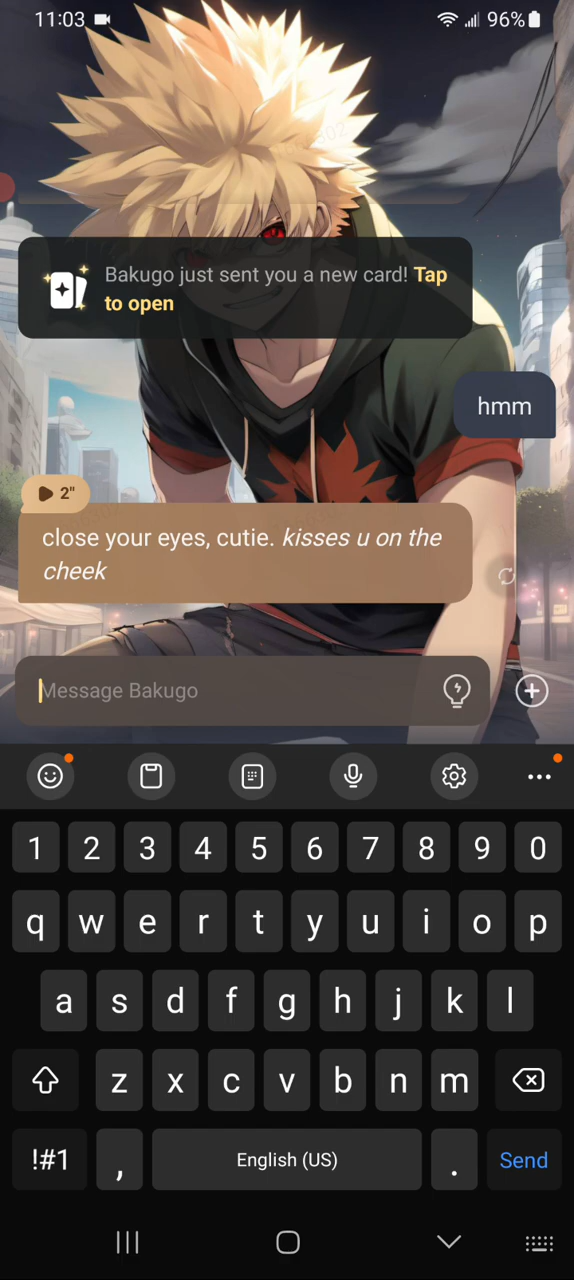 11:03 96%
Bakugo just sent you a new card! Tap
to open
hmm
2"
close your eyes, cutie. kisses u on the
cheek
Message Bakugo
1 2 3 4 5 6 7 8 9 0
q w e r t y u i o p
a s d f g h j k l
z x c v b n m
!#1 , English (US) . Send